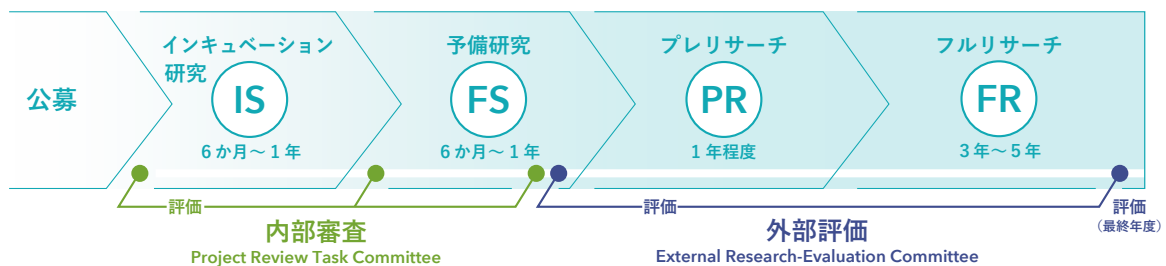 公募
インキュベーション
研究
IS
6か月～1年
予備研究
FS
6か月～1年
プレリサーチ
PR
1年程度
フルリサーチ
FR
3年～5年
評価
内部審査
Project Review Task Committee
評価
外部評価
External Research-Evaluation Committee
評価
（最終年度）